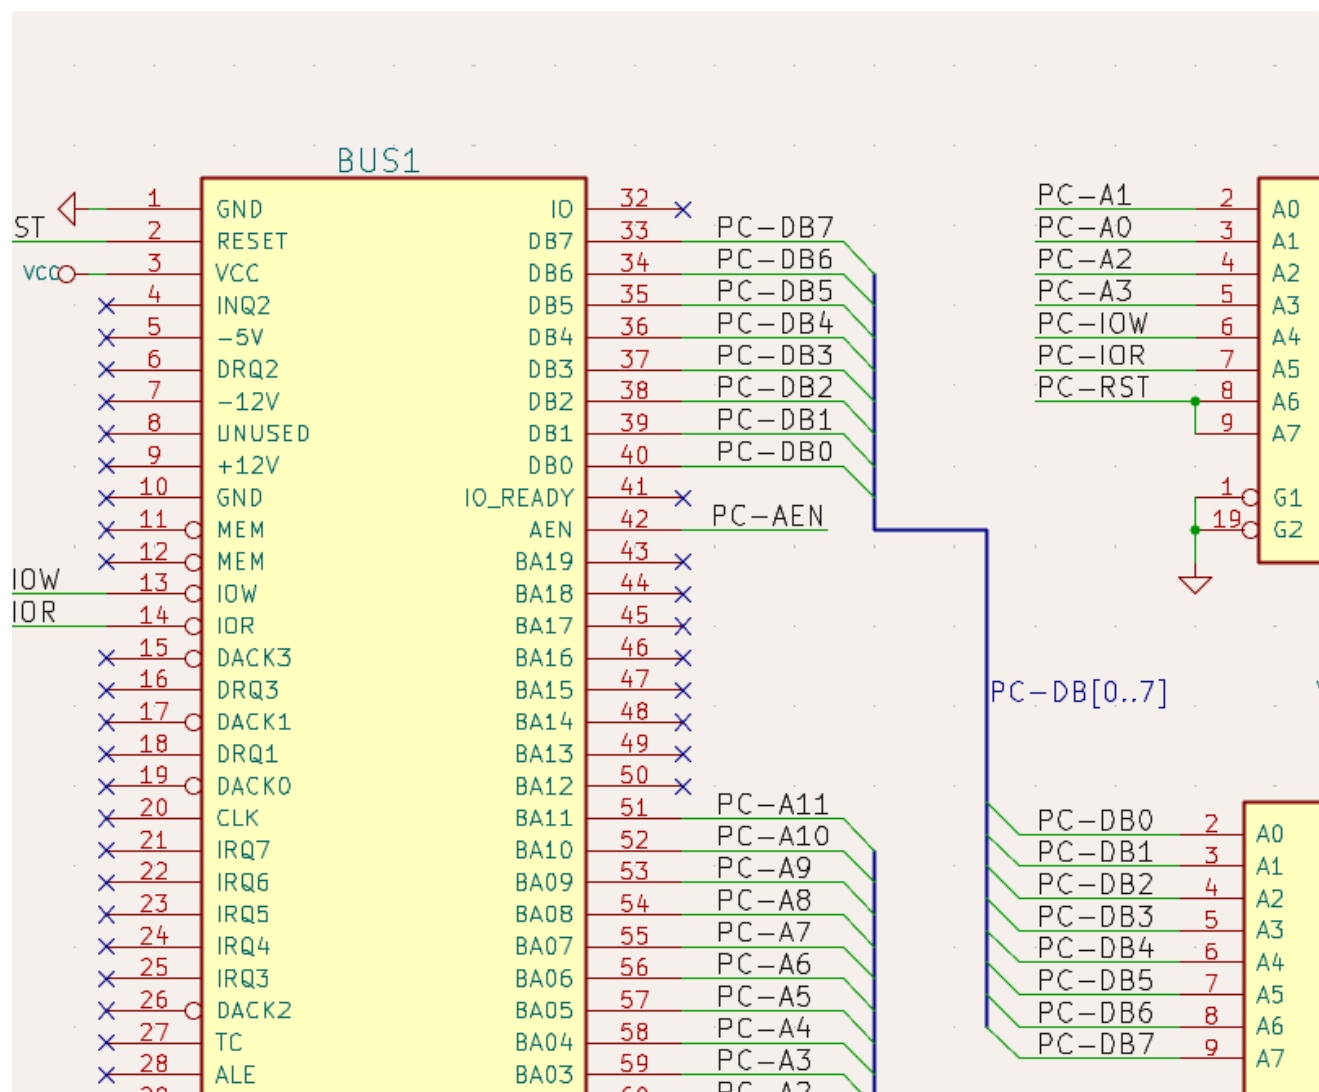 BUS1
1 GND IO 32
ST 2 RESET DB7 33 PC-DB7
VCC 3 VCC DB6 34 PC-DB6
4 INQ2 DB5 35 PC-DB5
5 -5V DB4 36 PC-DB4
6 DRQ2 DB3 37 PC-DB3
7 -12V DB2 38 PC-DB2
8 UNUSED DB1 39 PC-DB1
9 +12V DB0 40 PC-DB0
10 GND IO_READY 41
11 MEM AEN 42 PC-AEN
12 MEM BA19 43
IOW 13 IOW BA18 44
IOR 14 IOR BA17 45
15 DACK3 BA16 46
16 DRQ3 BA15 47
17 DACK1 BA14 48
18 DRQ1 BA13 49
19 DACK0 BA12 50
20 CLK BA11 51 PC-A11
21 IRQ7 BA10 52 PC-A10
22 IRQ6 BA09 53 PC-A9
23 IRQ5 BA08 54 PC-A8
24 IRQ4 BA07 55 PC-A7
25 IRQ3 BA06 56 PC-A6
26 DACK2 BA05 57 PC-A5
27 TC BA04 58 PC-A4
28 ALE BA03 59 PC-A3
PC-A1 2 A0
PC-A0 3 A1
PC-A2 4 A2
PC-A3 5 A3
PC-IOW 6 A4
PC-IOR 7 A5
PC-RST 8 A6
9 A7
1 G1
19 G2
PC-DB[0..7]
PC-DB0 2 A0
PC-DB1 3 A1
PC-DB2 4 A2
PC-DB3 5 A3
PC-DB4 6 A4
PC-DB5 7 A5
PC-DB6 8 A6
PC-DB7 9 A7